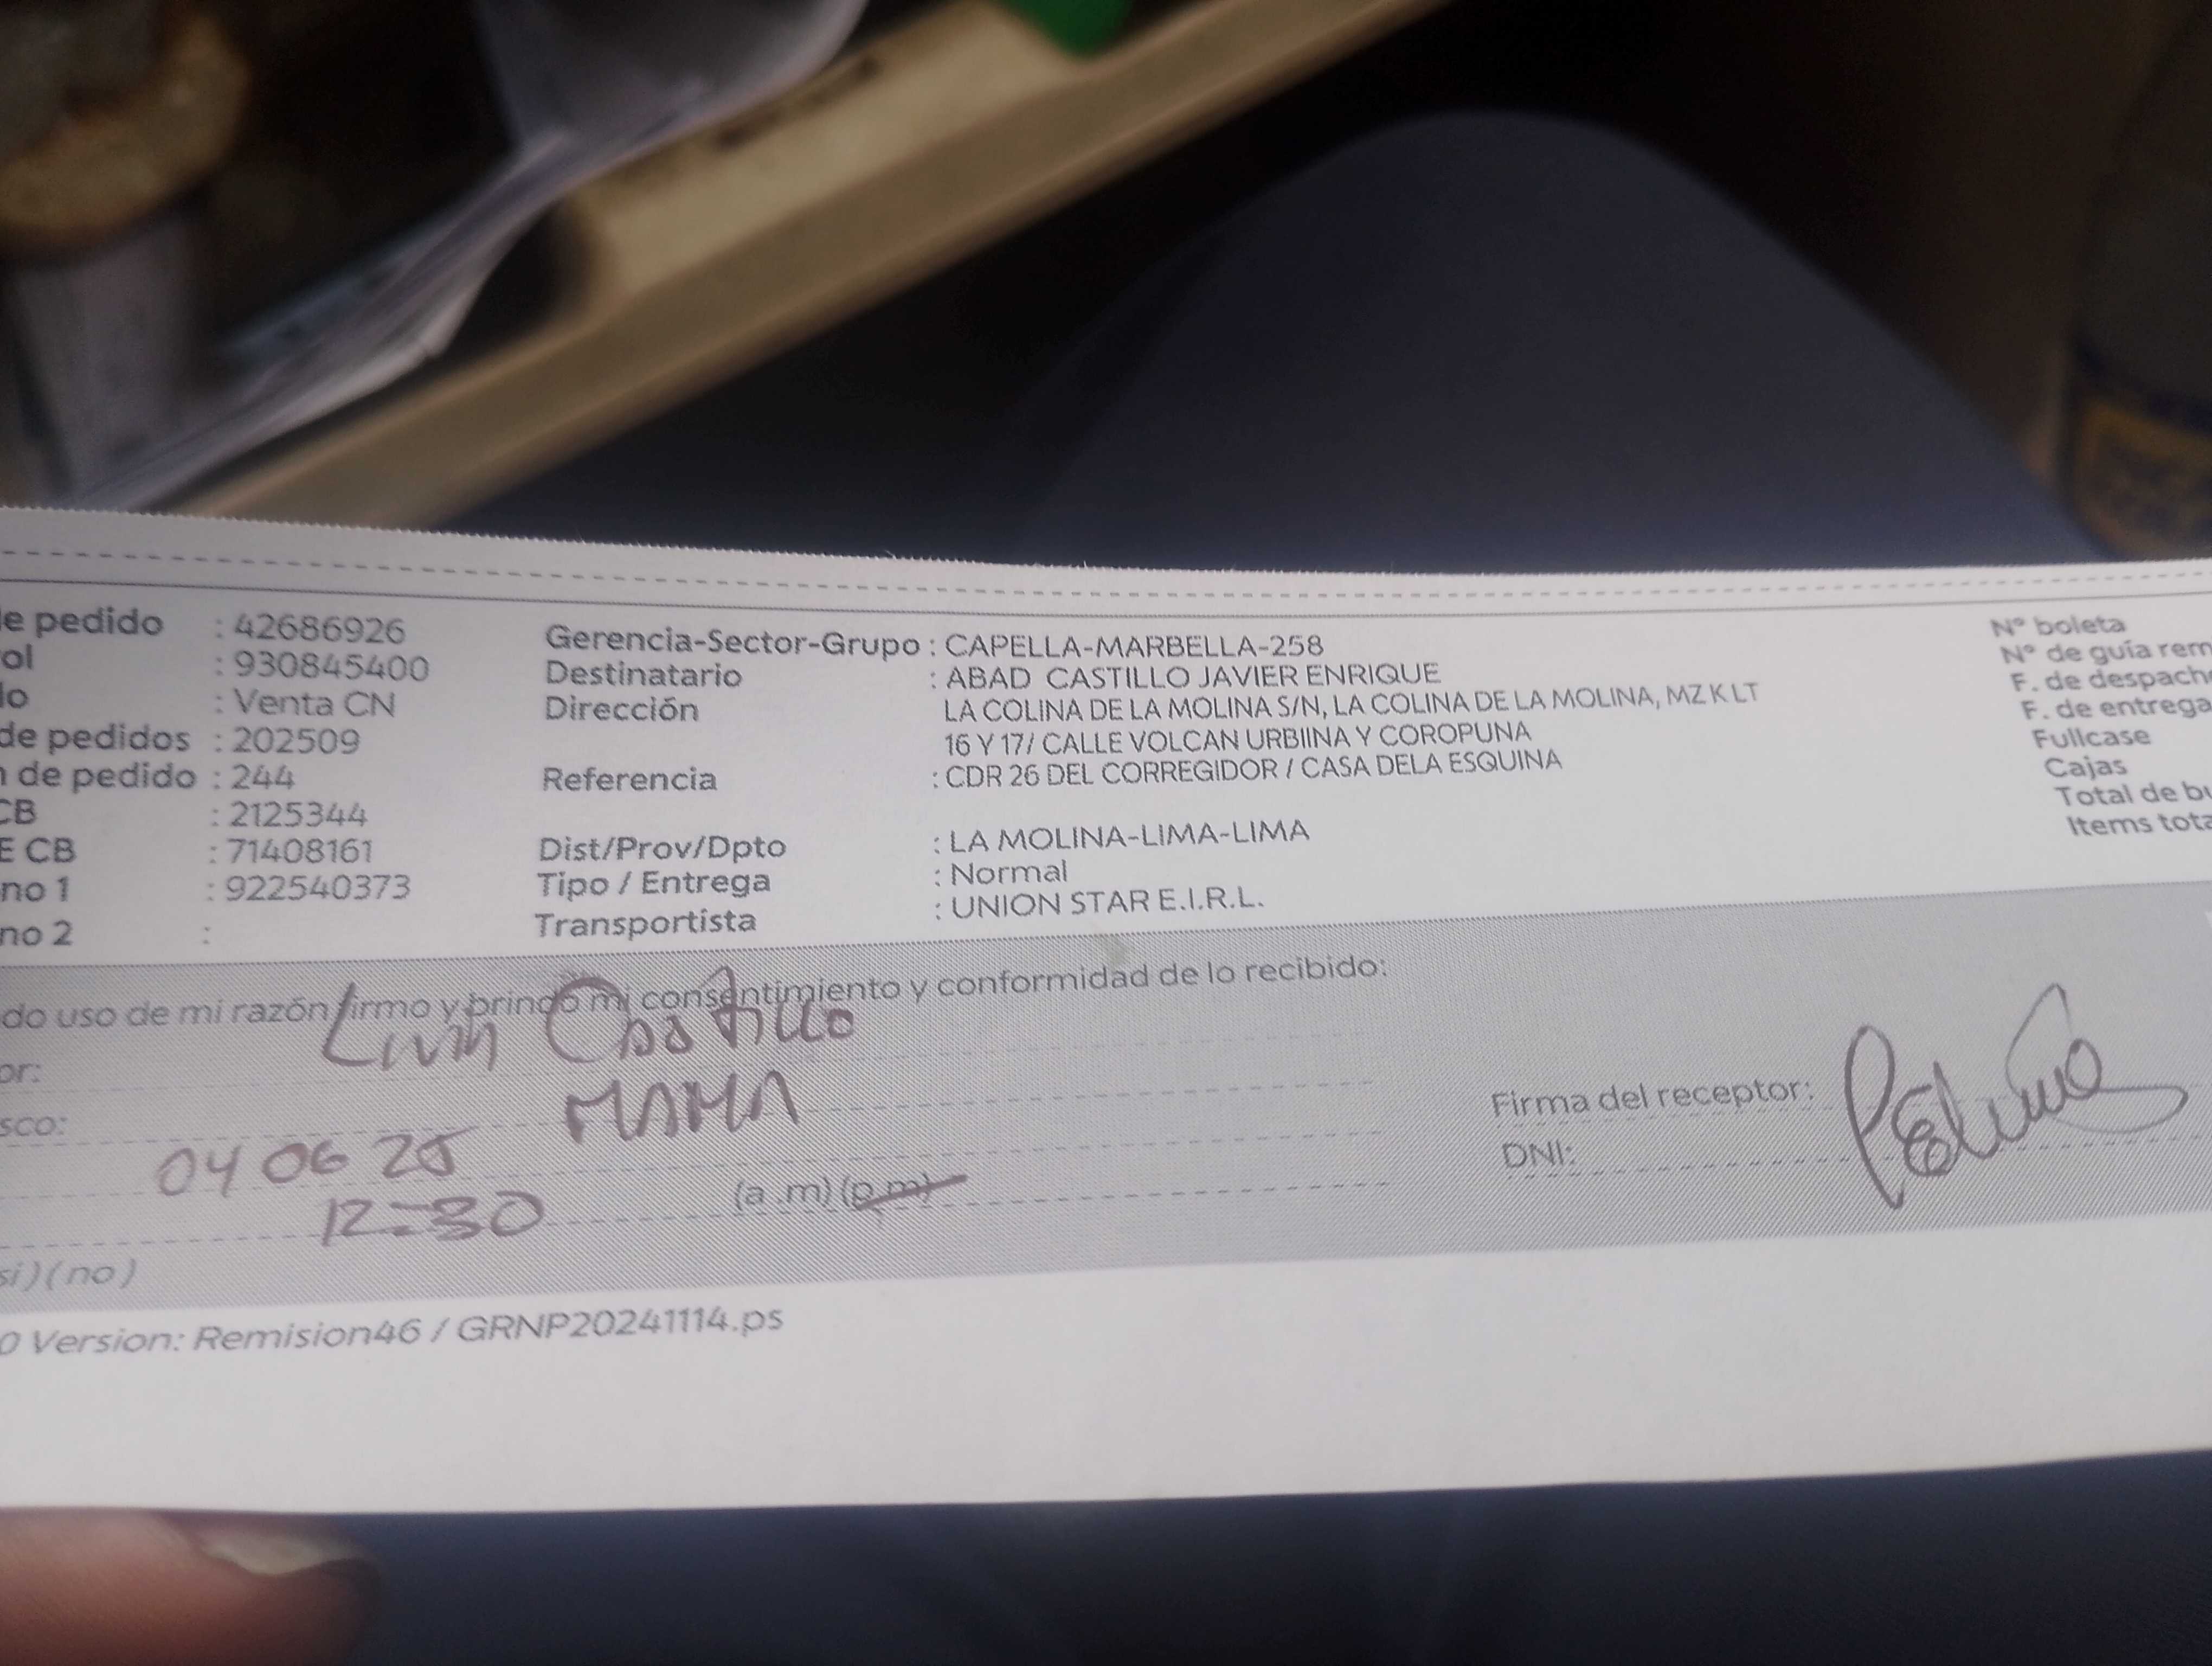 de pedido : 42686926
ol : 930845400
do : Venta CN
de pedidos : 202509
n de pedido : 244
CB : 2125344
E CB : 71408161
no 1 : 922540373
no 2 :
Gerencia-Sector-Grupo : CAPELLA-MARBELLA-258
Destinatario : ABAD CASTILLO JAVIER ENRIQUE
Dirección LA COLINA DE LA MOLINA S/N, LA COLINA DE LA MOLINA, MZ K LT
16 Y 17/ CALLE VOLCAN URBIINA Y COROPUNA
Referencia : CDR 26 DEL CORREGIDOR / CASA DELA ESQUINA
Dist/Prov/Dpto : LA MOLINA-LIMA-LIMA
Tipo / Entrega : Normal
Transportista : UNION STAR E.I.R.L.
N° boleta
N° de guía rem
F. de despach
F. de entrega
Fullcase
Cajas
Total de bu
Items tota
do uso de mi razón firmo y brindo mi consentimiento y conformidad de lo recibido:
or: Castillo
sco: MAMA
04 06 25
12:30 (a .m) (p.m)
si) (no)
Firma del receptor:
DNI:
0 Version: Remision46 / GRNP20241114.ps